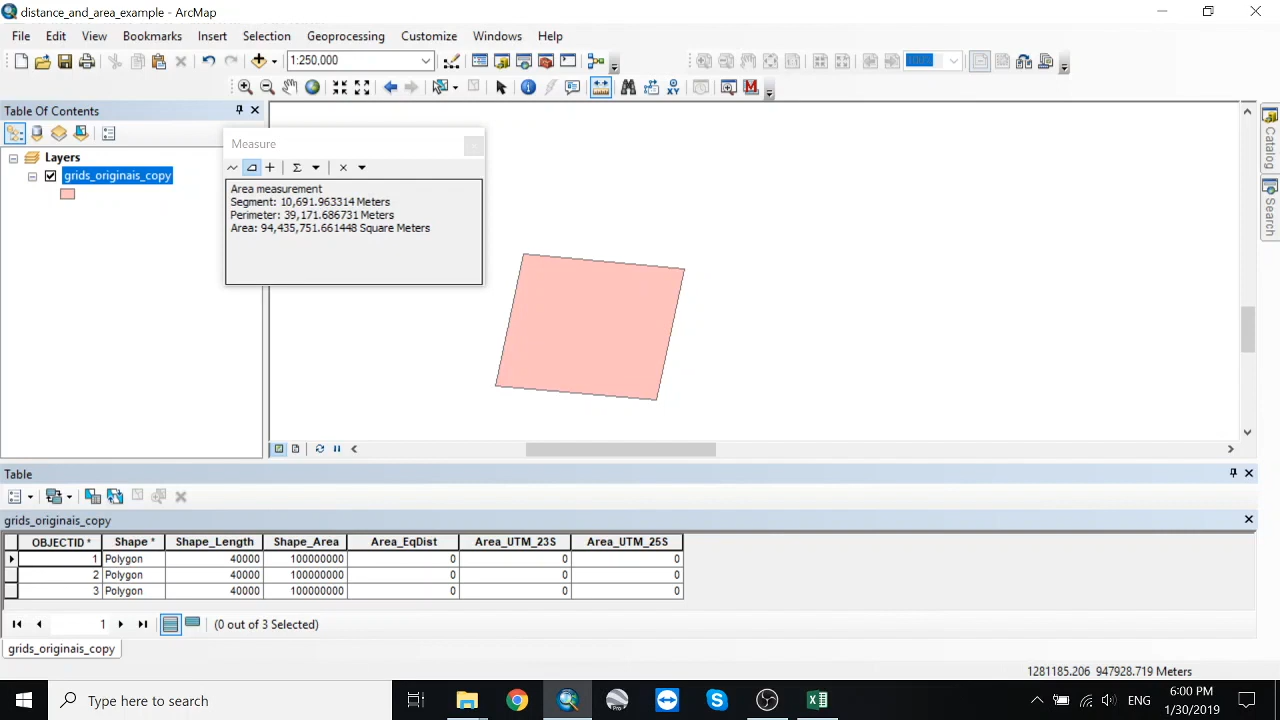 distance_and_area_example - ArcMap
File Edit View Bookmarks Insert Selection Geoprocessing Customize Windows Help
1:250,000
100%
Table Of Contents
Layers
grids_originais_copy
Measure
Area measurement
Segment: 10,691.963314 Meters
Perimeter: 39,171.686731 Meters
Area: 94,435,751.661448 Square Meters
Catalog
Search
Table
grids_originais_copy
OBJECTID * Shape * Shape_Length Shape_Area Area_EqDist Area_UTM_23S Area_UTM_25S
1 Polygon 40000 100000000 0 0 0
2 Polygon 40000 100000000 0 0 0
3 Polygon 40000 100000000 0 0 0
1 (0 out of 3 Selected)
grids_originais_copy
1281185.206 947928.719 Meters
Type here to search
Pro
ENG
6:00 PM
1/30/2019